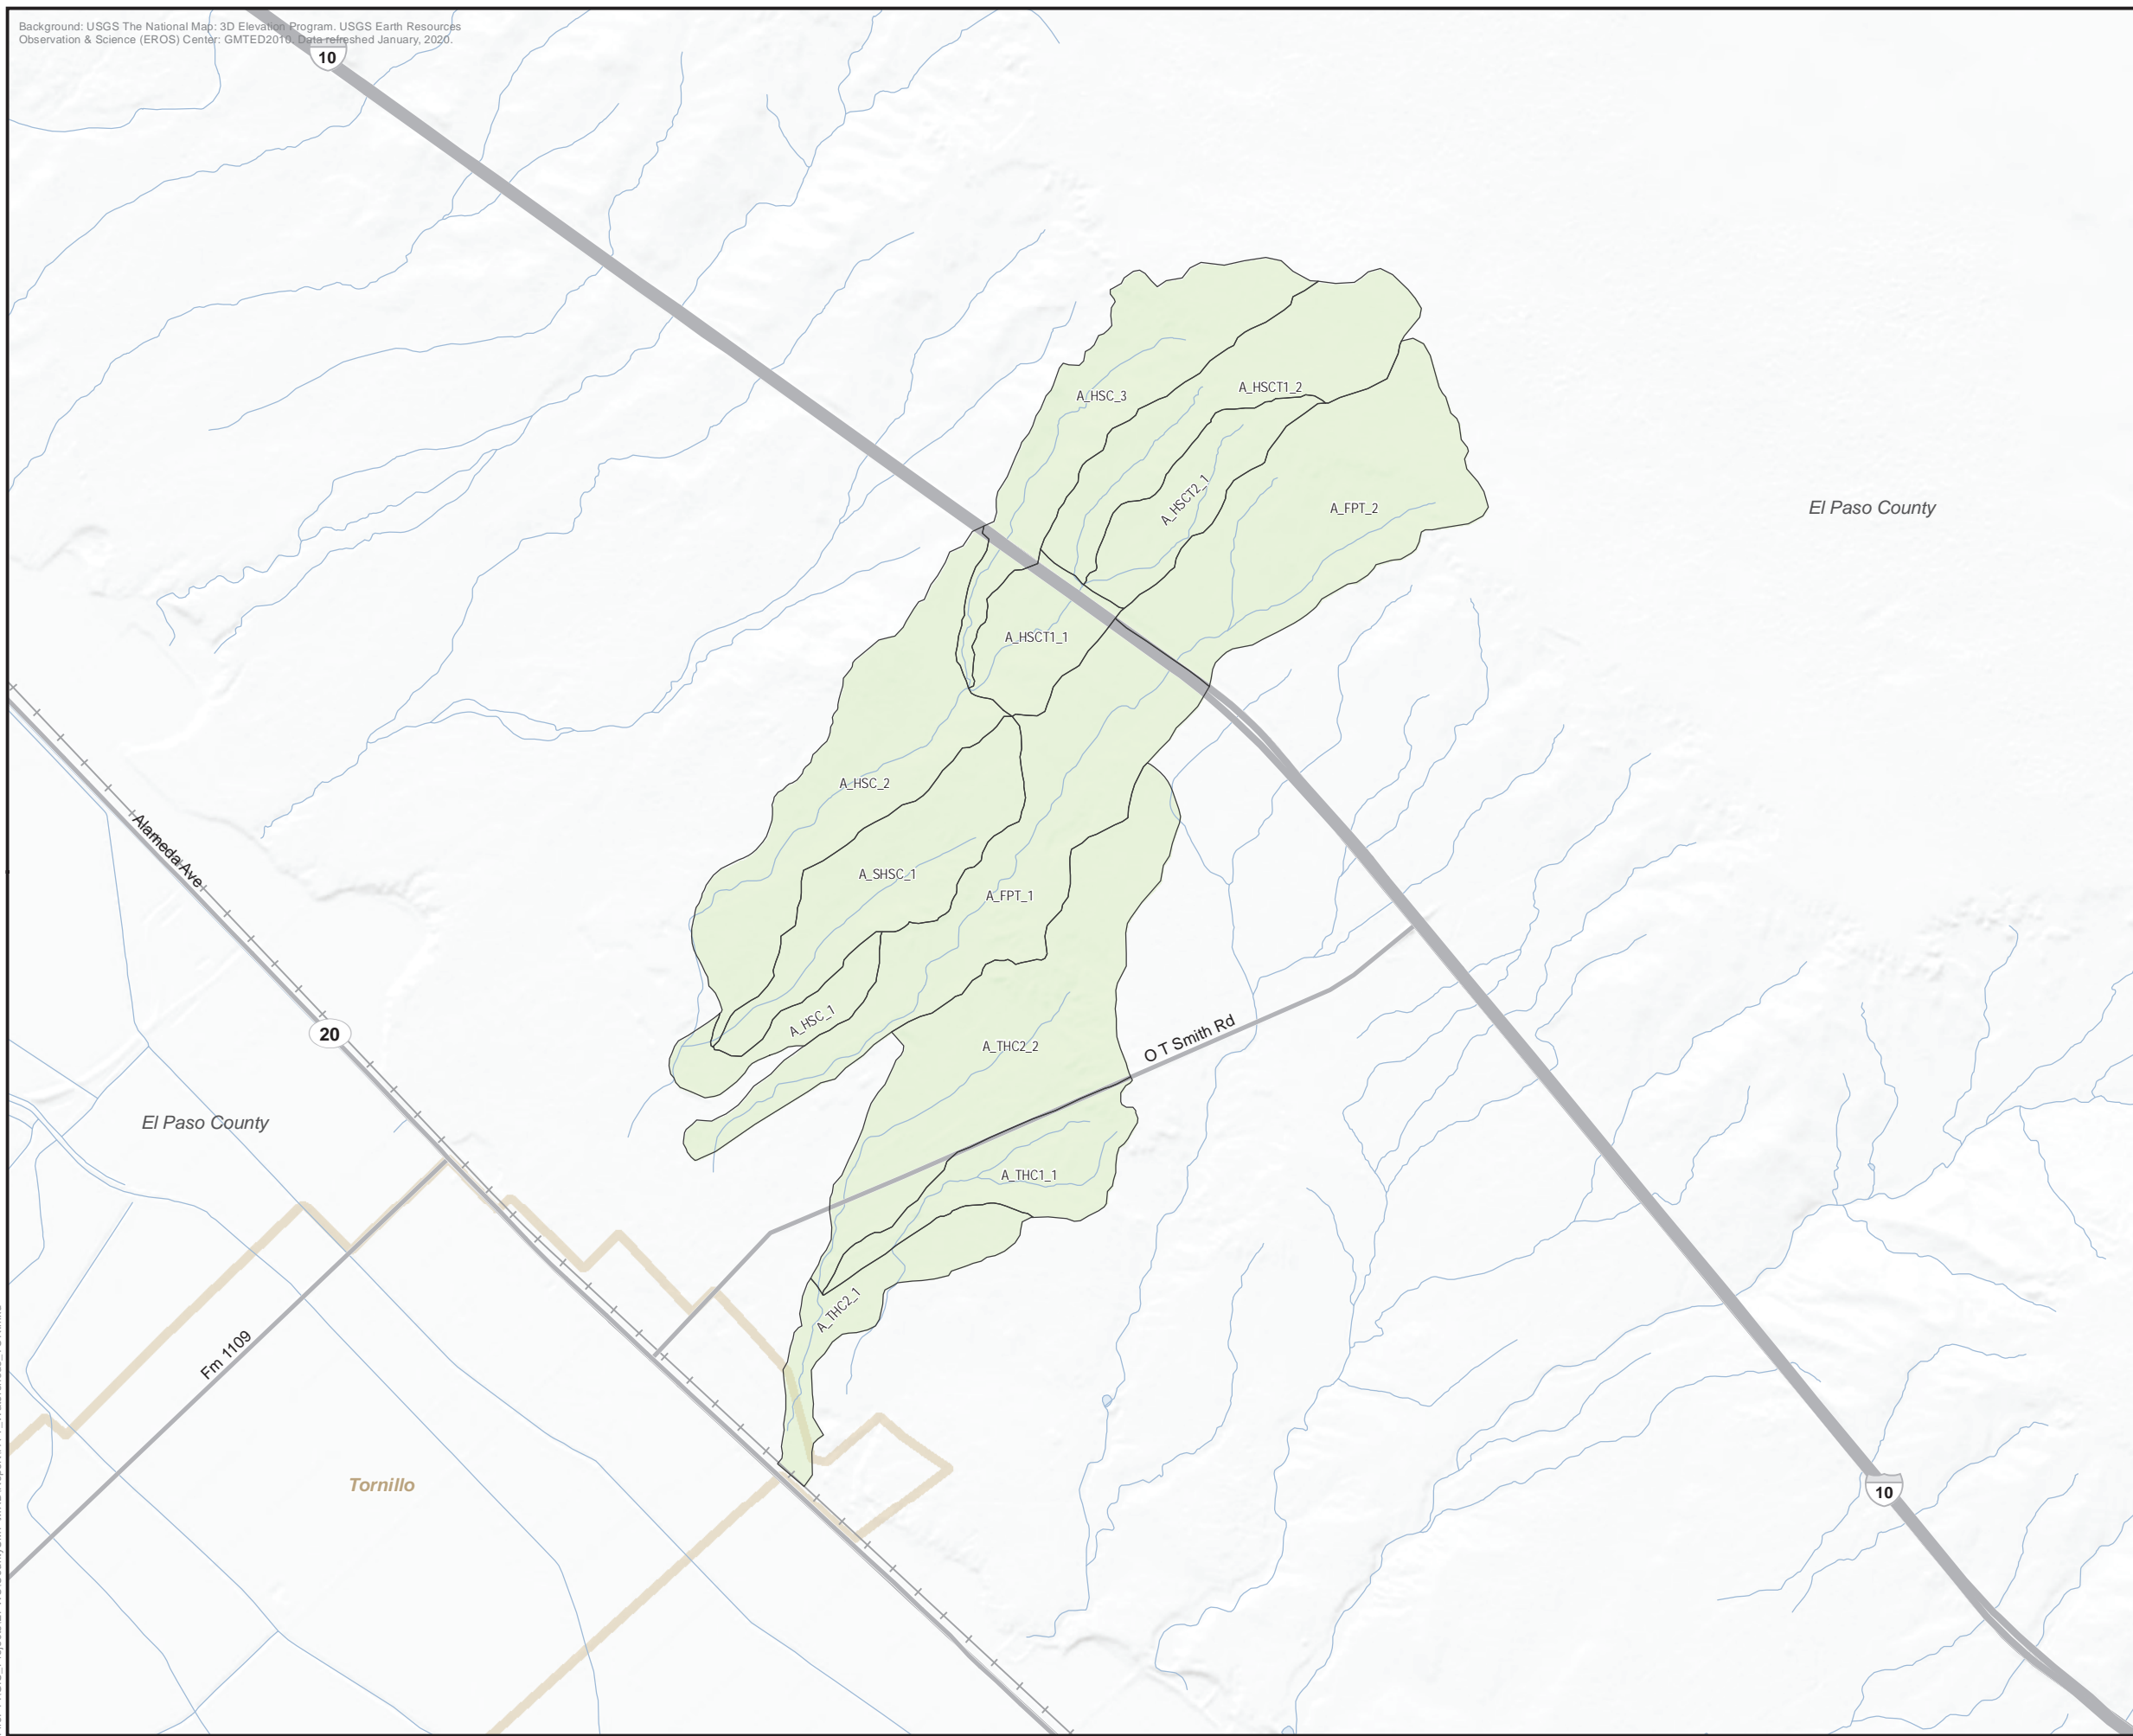 Background: USGS The National Map: 3D Elevation Program. USGS Earth Resources
Observation & Science (EROS) Center: GMTED2010. Data refreshed January, 2020.
10
A_HSC_3
A_HSCT1_2
A_HSCT2_1
A_FPT_2
El Paso County
A_HSCT1_1
A_HSC_2
Alameda Ave
A_SHSC_1
A_FPT_1
A_HSC_1
20
O T Smith Rd
A_THC2_2
El Paso County
A_THC1_1
A_THC2_1
Fm 1109
Tornillo
10